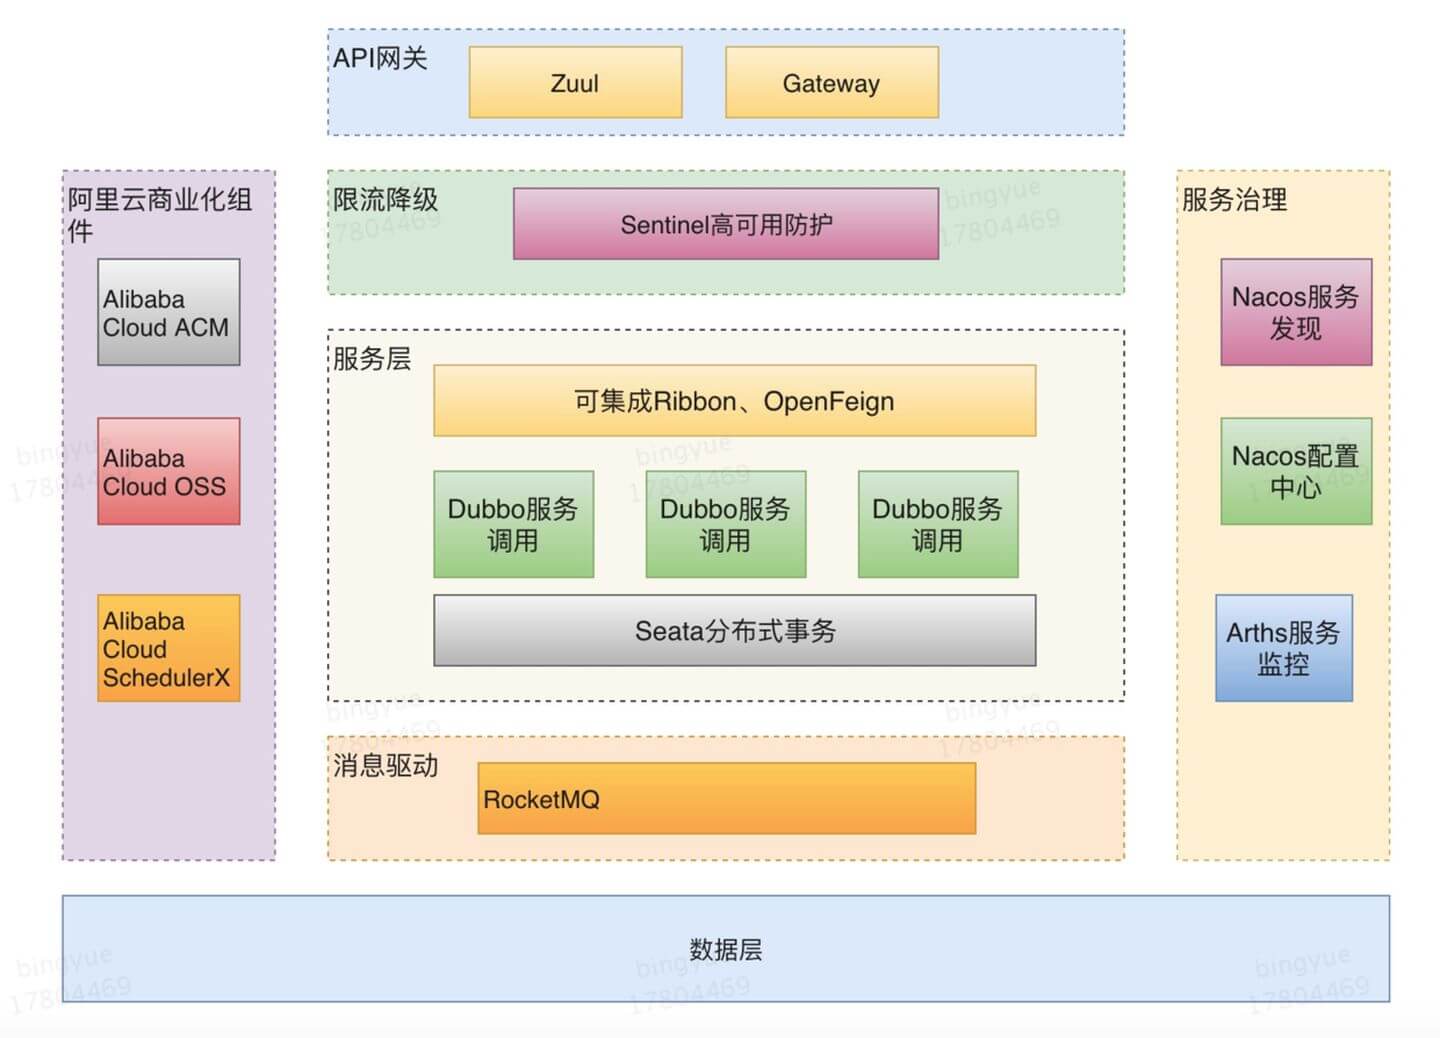 API网关
Zuul
Gateway
阿里云商业化组
件
Alibaba
Cloud ACM
Alibaba
Cloud OSS
Alibaba
Cloud
SchedulerX
限流降级
Sentinel高可用防护
服务层
可集成Ribbon、OpenFeign
Dubbo服务
调用
Dubbo服务
调用
Dubbo服务
调用
Seata分布式事务
消息驱动
RocketMQ
服务治理
Nacos服务
发现
Nacos配置
中心
Arths服务
监控
数据层
bingyue
17804469
bingyue
17804469
bingyue
17804469
bingyue
17804469
bingyue
17804469
bingyue
17804469
bingyue
17804469
bingyue
17804469
17804469
17804469